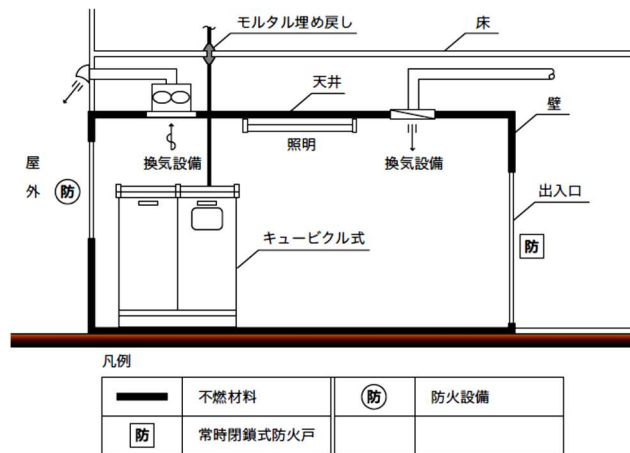 モルタル埋め戻し
床
天井
壁
照明
換気設備
換気設備
屋
外
防
出入口
防
キュービクル式
凡例
不燃材料
防
防火設備
防
常時閉鎖式防火戸